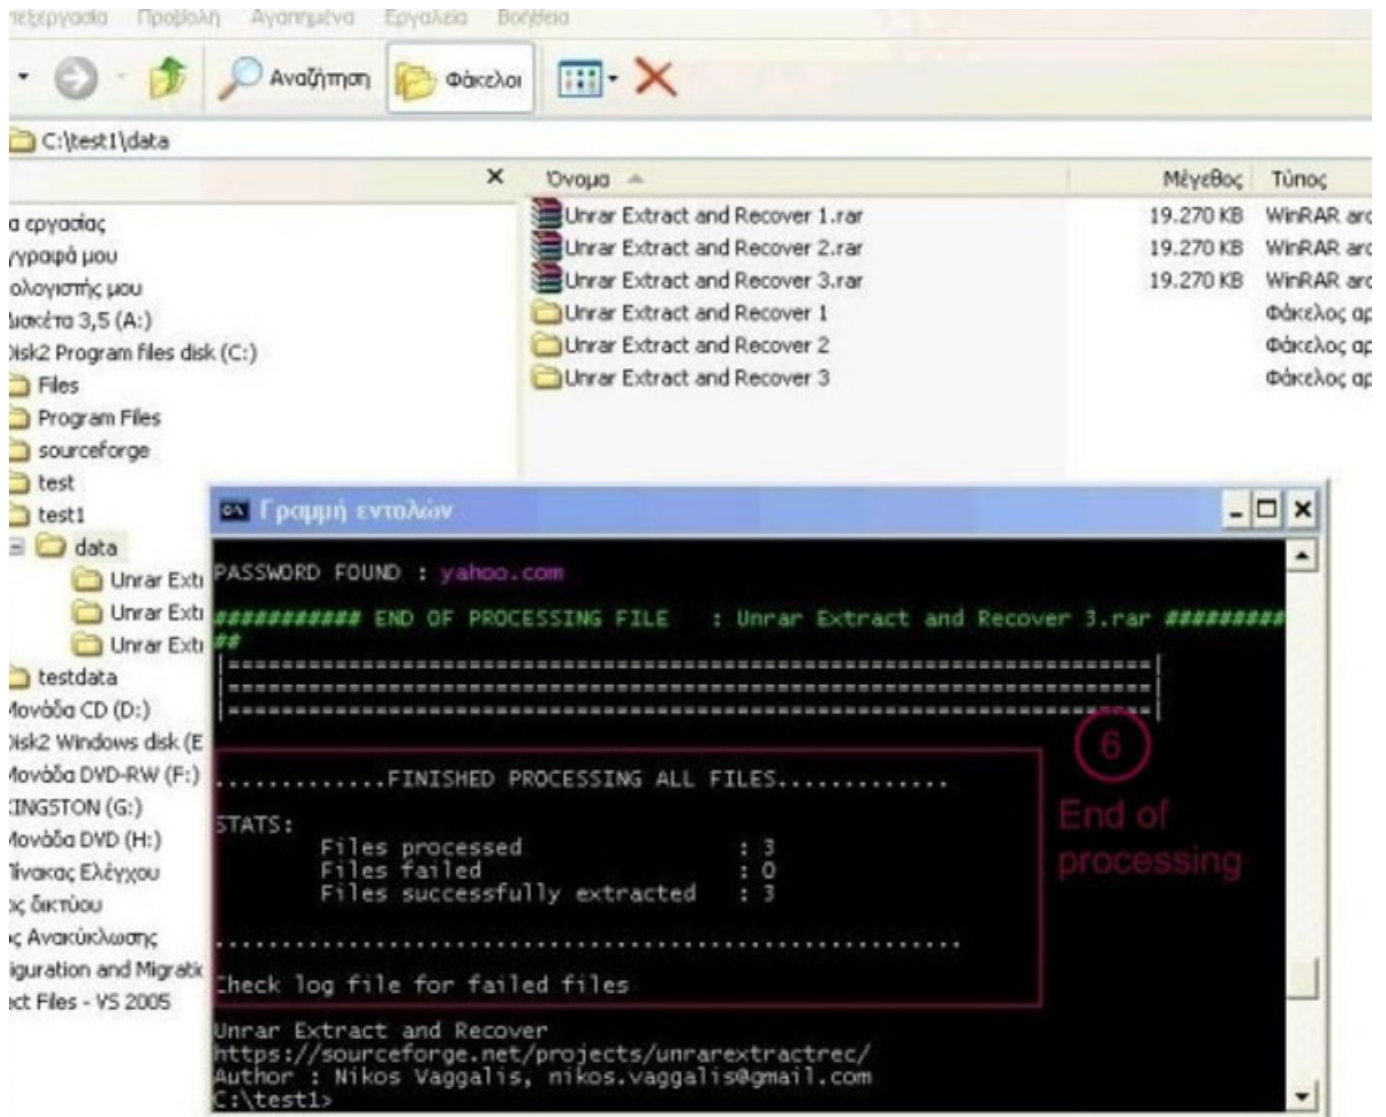 πεξεργασία Προβολή Αγαπημένα Εργαλεία Βοήθεια
Αναζήτηση Φάκελοι
C:\test1\data
Όνομα Μέγεθος Τύπος
Unrar Extract and Recover 1.rar 19.270 KB WinRAR arc
Unrar Extract and Recover 2.rar 19.270 KB WinRAR arc
Unrar Extract and Recover 3.rar 19.270 KB WinRAR arc
Unrar Extract and Recover 1 Φάκελος αρ
Unrar Extract and Recover 2 Φάκελος αρ
Unrar Extract and Recover 3 Φάκελος αρ
α εργασίας
γγραφά μου
ολογιστής μου
ισκέτα 3,5 (A:)
Disk2 Program files disk (C:)
Files
Program Files
sourceforge
test
test1
data
Unrar Extr
Unrar Extr
Unrar Extr
testdata
Μονάδα CD (D:)
Disk2 Windows disk (E
Μονάδα DVD-RW (F:)
KINGSTON (G:)
Μονάδα DVD (H:)
Πίνακας Ελέγχου
ος δικτύου
ς Ανακύκλωσης
iguration and Migratic
ect Files - VS 2005
Γραμμή εντολών
PASSWORD FOUND : yahoo.com
########### END OF PROCESSING FILE : Unrar Extract and Recover 3.rar #########
##
|=============================================================|
|=============================================================|
|=============================================================|
.............FINISHED PROCESSING ALL FILES.............
STATS:
Files processed : 3
Files failed : 0
Files successfully extracted : 3
........................................................
Check log file for failed files
6
End of
processing
Unrar Extract and Recover
https://sourceforge.net/projects/unrarextractrec/
Author : Nikos Vaggalis, nikos.vaggalis@gmail.com
C:\test1>